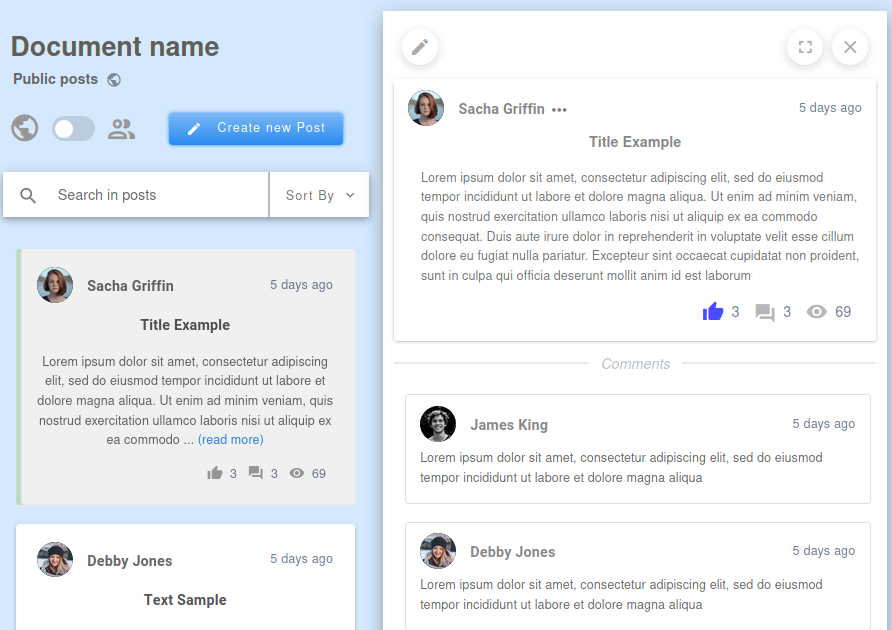 Document name
Public posts
Create new Post
Search in posts
Sort By
Sacha Griffin
5 days ago
Title Example
Lorem ipsum dolor sit amet, consectetur adipiscing
elit, sed do eiusmod tempor incididunt ut labore et
dolore magna aliqua. Ut enim ad minim veniam, quis
nostrud exercitation ullamco laboris nisi ut aliquip ex
ea commodo ... (read more)
3 3 69
Debby Jones
5 days ago
Text Sample
Sacha Griffin
5 days ago
Title Example
Lorem ipsum dolor sit amet, consectetur adipiscing elit, sed do eiusmod
tempor incididunt ut labore et dolore magna aliqua. Ut enim ad minim veniam,
quis nostrud exercitation ullamco laboris nisi ut aliquip ex ea commodo
consequat. Duis aute irure dolor in reprehenderit in voluptate velit esse cillum
dolore eu fugiat nulla pariatur. Excepteur sint occaecat cupidatat non proident,
sunt in culpa qui officia deserunt mollit anim id est laborum
3 3 69
Comments
James King
5 days ago
Lorem ipsum dolor sit amet, consectetur adipiscing elit, sed do eiusmod
tempor incididunt ut labore et dolore magna aliqua
Debby Jones
5 days ago
Lorem ipsum dolor sit amet, consectetur adipiscing elit, sed do eiusmod
tempor incididunt ut labore et dolore magna aliqua